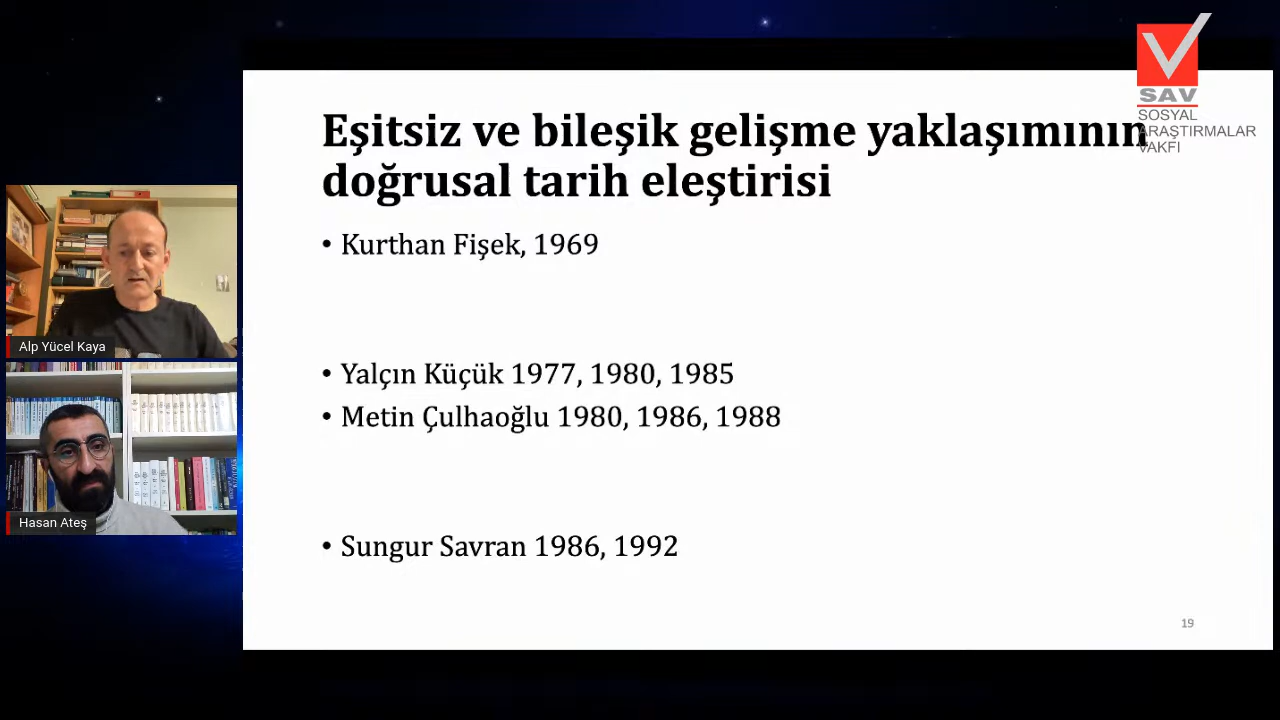 SAV
SOSYAL
ARAŞTIRMALAR
VAKFI
Eşitsiz ve bileşik gelişme yaklaşımının
doğrusal tarih eleştirisi
• Kurthan Fişek, 1969
• Yalçın Küçük 1977, 1980, 1985
• Metin Çulhaoğlu 1980, 1986, 1988
• Sungur Savran 1986, 1992
19
Alp Yücel Kaya
Hasan Ateş